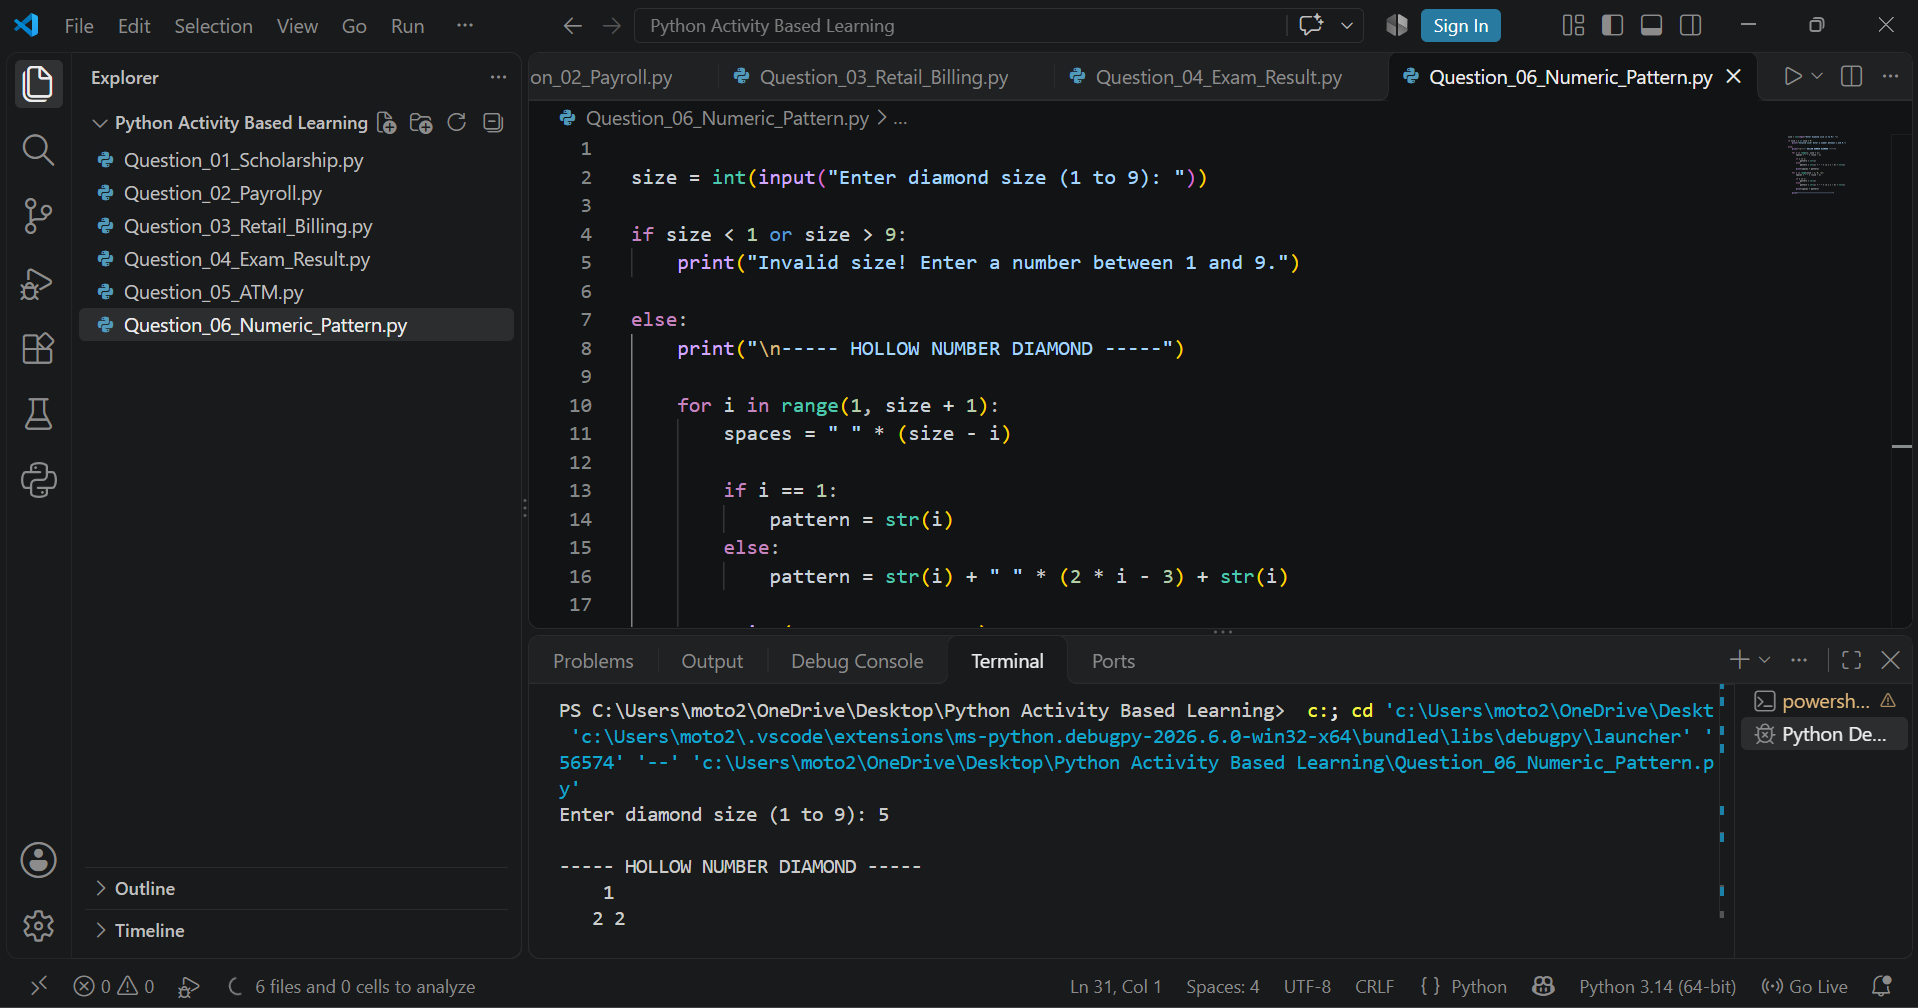 File Edit Selection View Go Run ··· Python Activity Based Learning Sign In
Explorer ···
Python Activity Based Learning
Question_01_Scholarship.py
Question_02_Payroll.py
Question_03_Retail_Billing.py
Question_04_Exam_Result.py
Question_05_ATM.py
Question_06_Numeric_Pattern.py
Outline
Timeline
on_02_Payroll.py Question_03_Retail_Billing.py Question_04_Exam_Result.py Question_06_Numeric_Pattern.py
Question_06_Numeric_Pattern.py > ...
1
2 size = int(input("Enter diamond size (1 to 9): "))
3
4 if size < 1 or size > 9:
5     print("Invalid size! Enter a number between 1 and 9.")
6
7 else:
8     print("\n----- HOLLOW NUMBER DIAMOND -----")
9
10     for i in range(1, size + 1):
11         spaces = " " * (size - i)
12
13         if i == 1:
14             pattern = str(i)
15         else:
16             pattern = str(i) + " " * (2 * i - 3) + str(i)
17
Problems Output Debug Console Terminal Ports
PS C:\Users\moto2\OneDrive\Desktop\Python Activity Based Learning>  c:; cd 'c:\Users\moto2\OneDrive\Deskt
 'c:\Users\moto2\.vscode\extensions\ms-python.debugpy-2026.6.0-win32-x64\bundled\libs\debugpy\launcher' '
56574' '--' 'c:\Users\moto2\OneDrive\Desktop\Python Activity Based Learning\Question_06_Numeric_Pattern.p
y'
Enter diamond size (1 to 9): 5
----- HOLLOW NUMBER DIAMOND -----
    1
   2 2
powersh...
Python De...
0 0 6 files and 0 cells to analyze Ln 31, Col 1 Spaces: 4 UTF-8 CRLF { } Python Python 3.14 (64-bit) Go Live